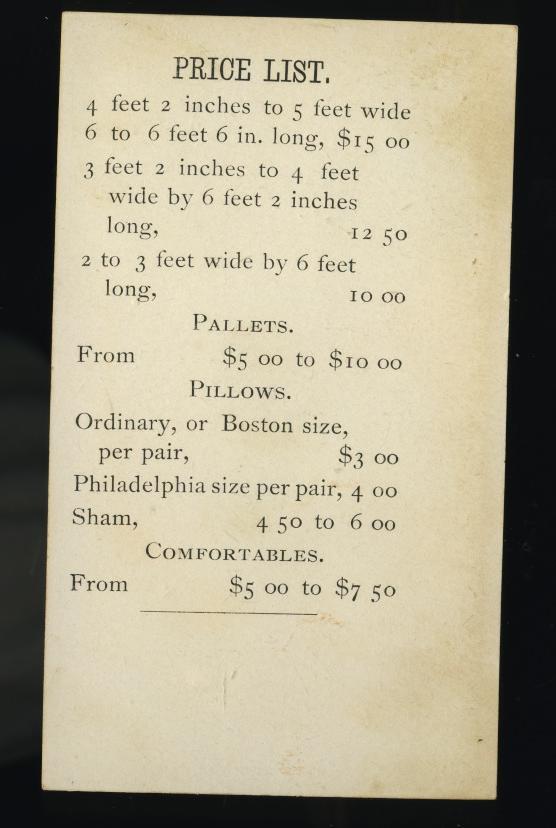 PRICE LIST.
4 feet 2 inches to 5 feet wide
6 to 6 feet 6 in. long, $15 00
3 feet 2 inches to 4 feet
wide by 6 feet 2 inches
long, 12 50
2 to 3 feet wide by 6 feet
long, 10 00
PALLETS.
From $5 00 to $10 00
PILLOWS.
Ordinary, or Boston size,
per pair, $3 00
Philadelphia size per pair, 4 00
Sham, 4 50 to 6 00
COMFORTABLES.
From $5 00 to $7 50